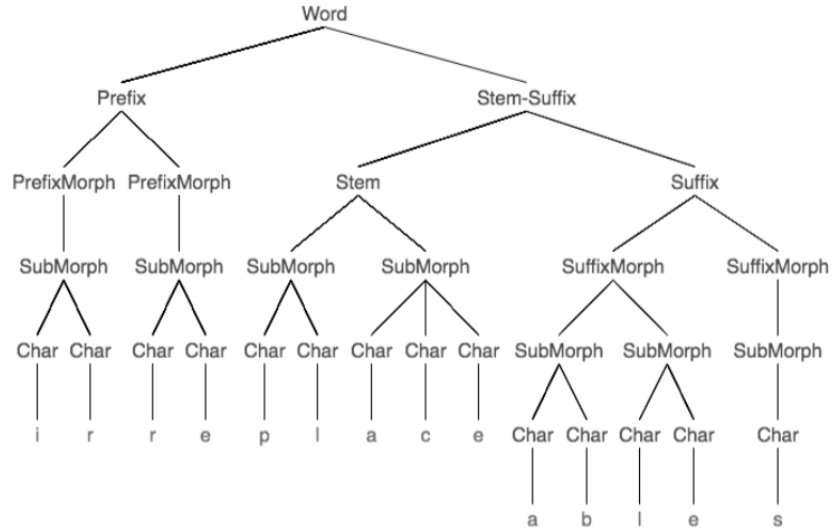 Word
Prefix Stem-Suffix
PrefixMorph PrefixMorph Stem Suffix
SubMorph SubMorph SubMorph SubMorph SuffixMorph SuffixMorph
Char Char Char Char Char Char Char Char Char SubMorph SubMorph SubMorph
i r r e p l a c e Char Char Char Char Char
a b l e s